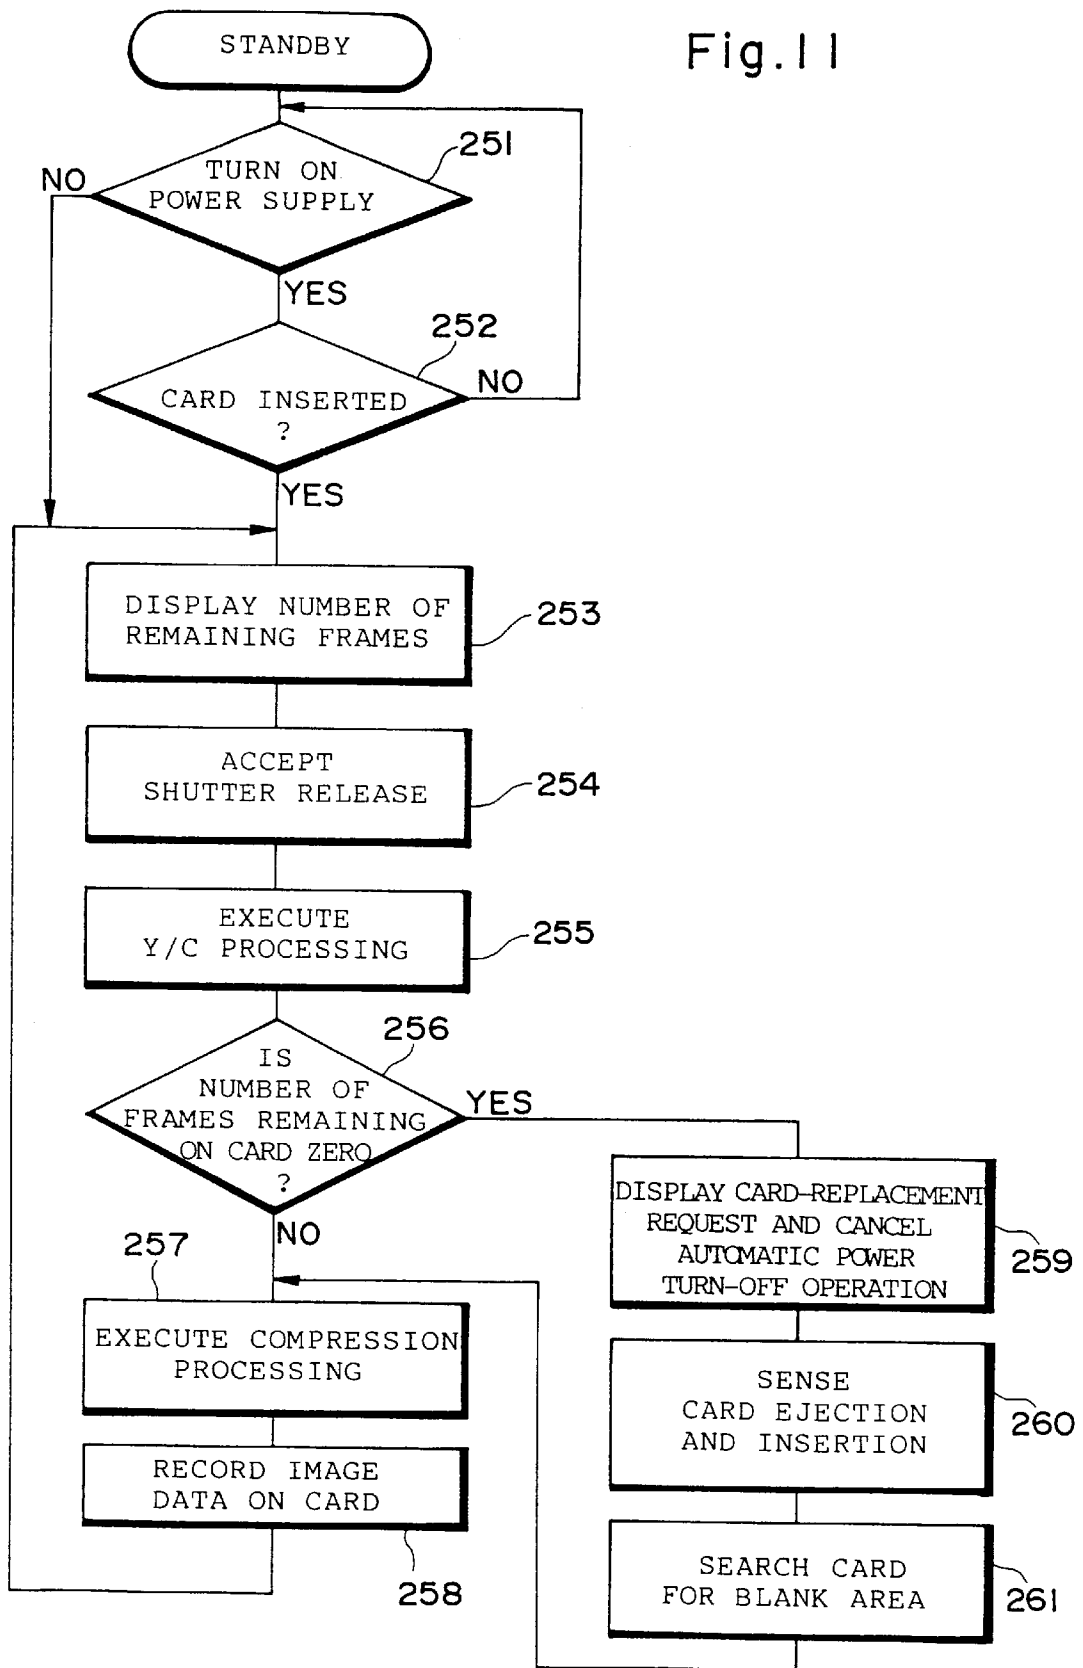 Fig.11
STANDBY
251
TURN ON
POWER SUPPLY
NO
YES
252
CARD INSERTED
?
NO
YES
DISPLAY NUMBER OF
REMAINING FRAMES
253
ACCEPT
SHUTTER RELEASE
254
EXECUTE
Y/C PROCESSING
255
256
IS
NUMBER OF
FRAMES REMAINING
ON CARD ZERO
?
YES
NO
257
EXECUTE COMPRESSION
PROCESSING
RECORD IMAGE
DATA ON CARD
258
DISPLAY CARD-REPLACEMENT
REQUEST AND CANCEL
AUTOMATIC POWER
TURN-OFF OPERATION
259
SENSE
CARD EJECTION
AND INSERTION
260
SEARCH CARD
FOR BLANK AREA
261